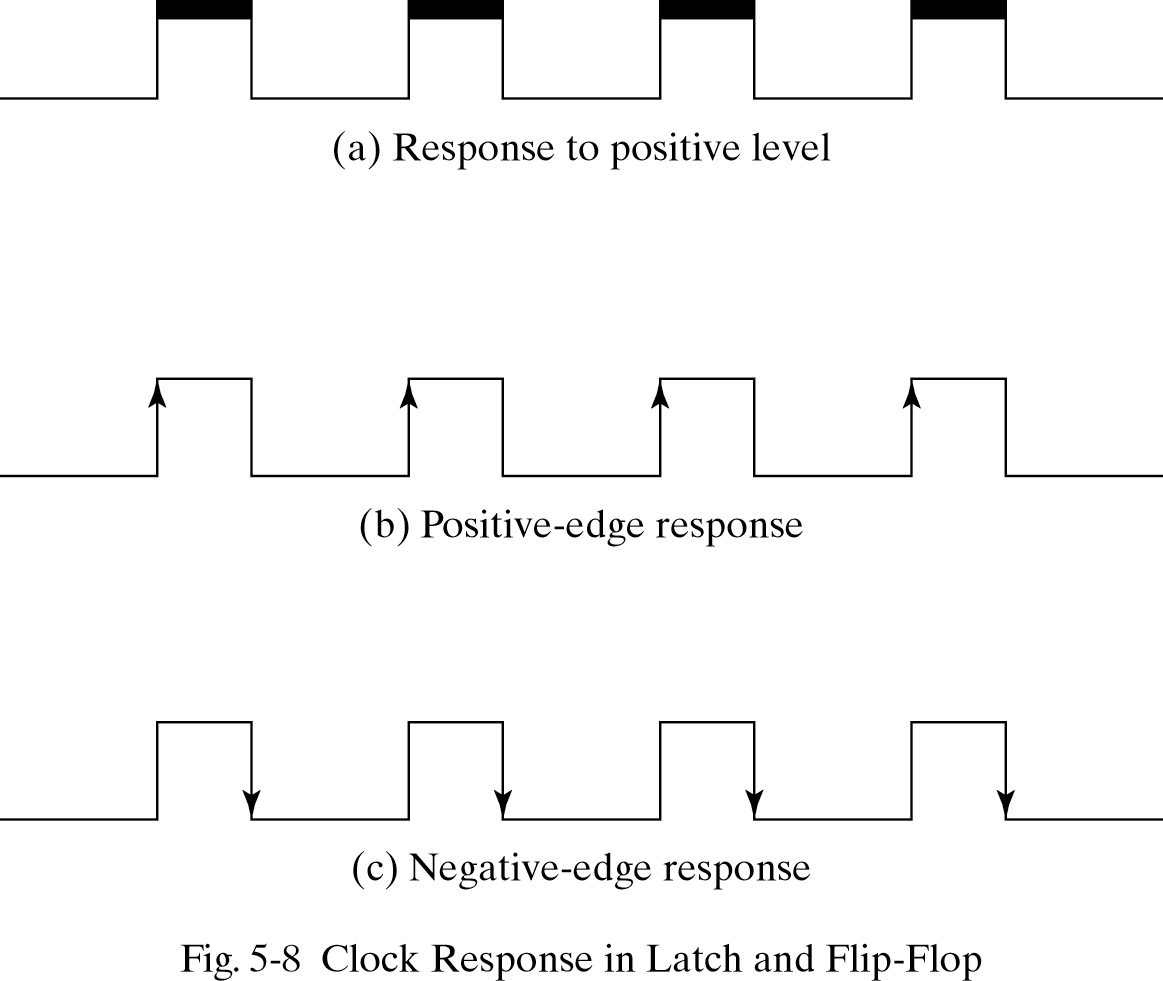 (a) Response to positive level
(b) Positive-edge response
(c) Negative-edge response
Fig. 5-8 Clock Response in Latch and Flip-Flop